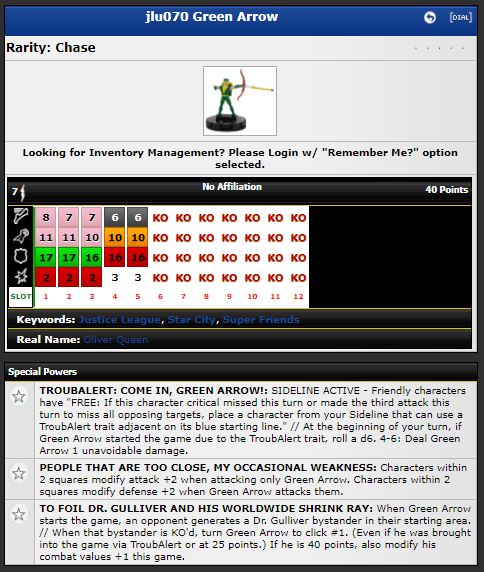 jlu070 Green Arrow
[DIAL]
Rarity: Chase
Looking for Inventory Management? Please Login w/ "Remember Me?" option
selected.
7 No Affiliation 40 Points
8 7 7 6 6 KO KO KO KO KO KO KO
11 11 11 10 10 KO KO KO KO KO KO KO
17 17 16 16 16 KO KO KO KO KO KO KO
2 2 2 3 3 KO KO KO KO KO KO KO
SLOT 1 2 3 4 5 6 7 8 9 10 11 12
Keywords: Justice League, Star City, Super Friends
Real Name: Oliver Queen
Special Powers
TROUBALERT: COME IN, GREEN ARROW!: SIDELINE ACTIVE - Friendly characters
have "FREE: If this character critical missed this turn or made the third attack this
turn to miss all opposing targets, place a character from your Sideline that can use a
TroubAlert trait adjacent on its blue starting line." // At the beginning of your turn, if
Green Arrow started the game due to the TroubAlert trait, roll a d6. 4-6: Deal Green
Arrow 1 unavoidable damage.
PEOPLE THAT ARE TOO CLOSE, MY OCCASIONAL WEAKNESS: Characters within
2 squares modify attack +2 when attacking only Green Arrow. Characters within 2
squares modify defense +2 when Green Arrow attacks them.
TO FOIL DR. GULLIVER AND HIS WORLDWIDE SHRINK RAY: When Green Arrow
starts the game, an opponent generates a Dr. Gulliver bystander in their starting area.
// When that bystander is KO'd, turn Green Arrow to click #1. (Even if he was brought
into the game via TroubAlert or at 25 points.) If he is 40 points, also modify his
combat values +1 this game.